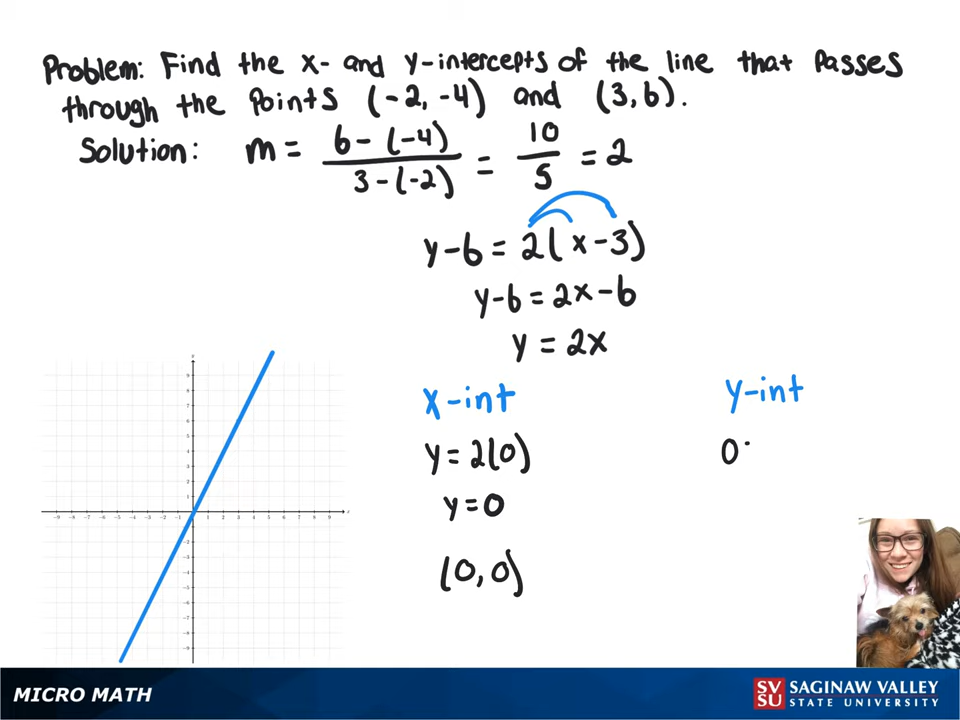 Problem: Find the x- and y-intercepts of the line that passes
through the points (-2, -4) and (3, 6).
Solution: m = 6 - (-4) / 3 - (-2) = 10 / 5 = 2
y - 6 = 2(x - 3)
y - 6 = 2x - 6
y = 2x
x-int
y = 2(0)
y = 0
(0, 0)
y-int
0
MICRO MATH
SV SU SAGINAW VALLEY
STATE UNIVERSITY